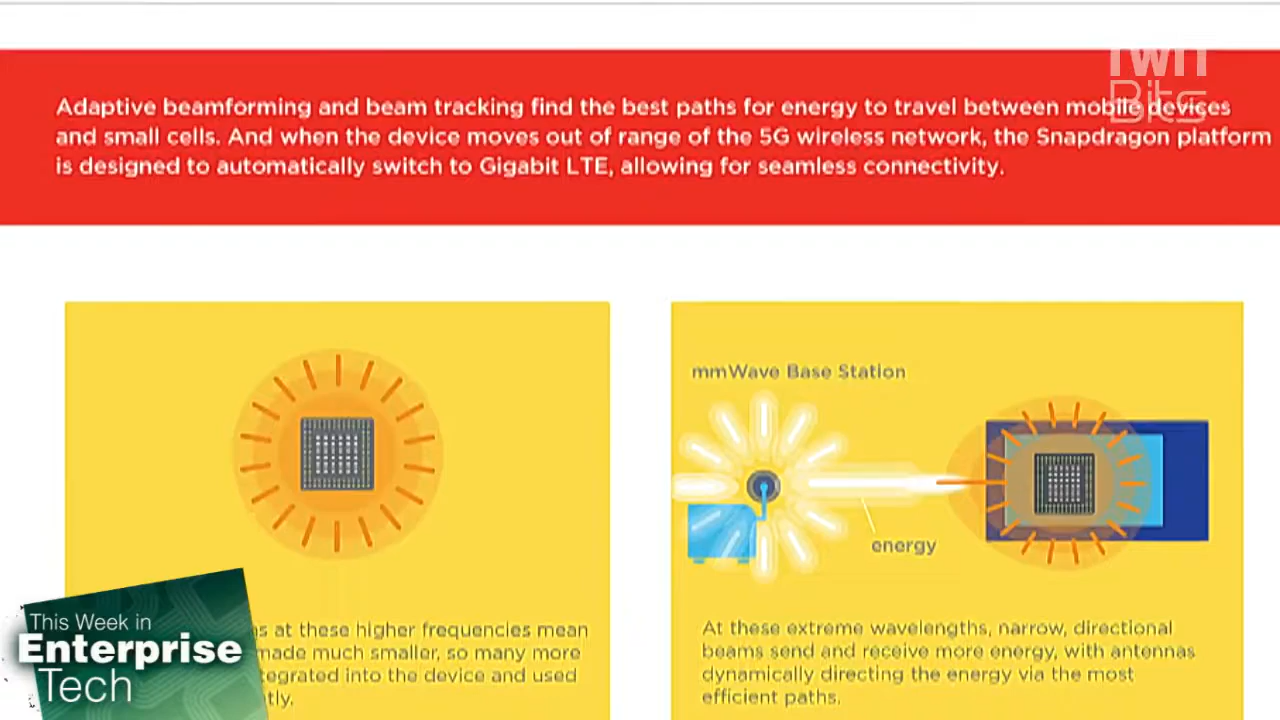 TWiT
Bits
Adaptive beamforming and beam tracking find the best paths for energy to travel between mobile devices
and small cells. And when the device moves out of range of the 5G wireless network, the Snapdragon platform
is designed to automatically switch to Gigabit LTE, allowing for seamless connectivity.
at these higher frequencies mean
made much smaller, so many more
into the device and used
mmWave Base Station
energy
At these extreme wavelengths, narrow, directional
beams send and receive more energy, with antennas
dynamically directing the energy via the most
efficient paths.
This Week in
Enterprise
Tech